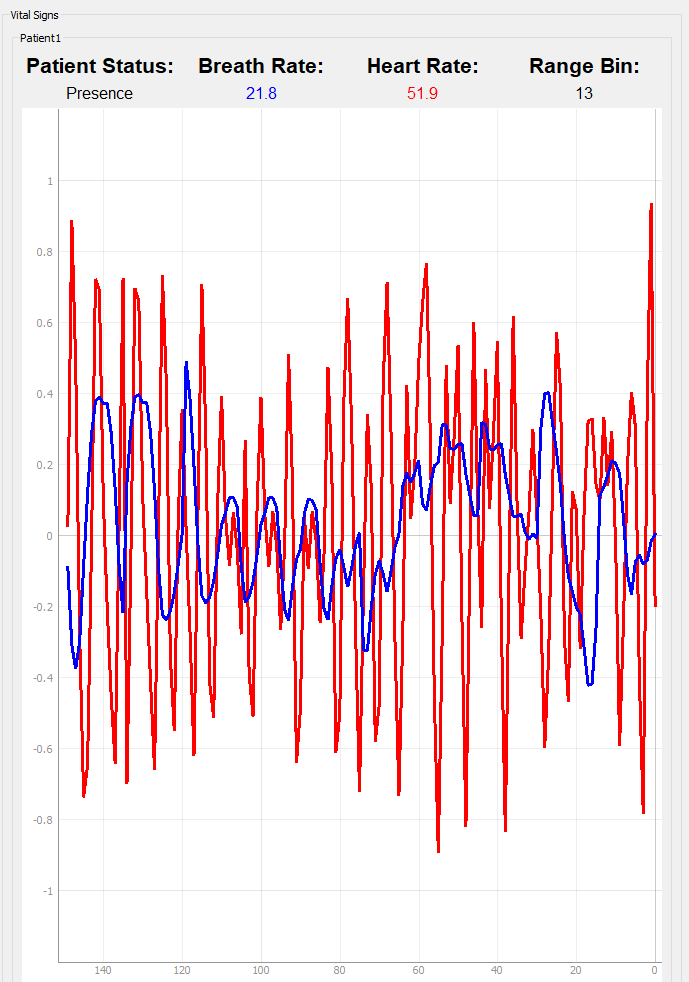 Vital Signs
Patient1
Patient Status: Breath Rate: Heart Rate: Range Bin:
Presence 21.8 51.9 13
1
0.8
0.6
0.4
0.2
0
-0.2
-0.4
-0.6
-0.8
-1
140 120 100 80 60 40 20 0